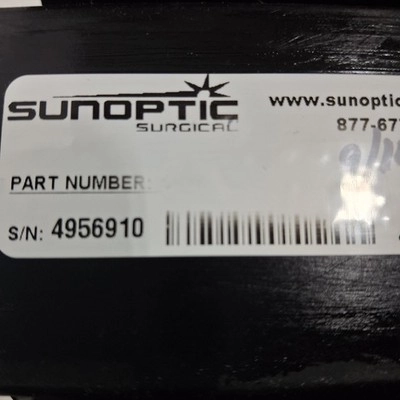 SUNOPTIC
SURGICAL
www.sunoptic
877-67
PART NUMBER:
S/N: 4956910